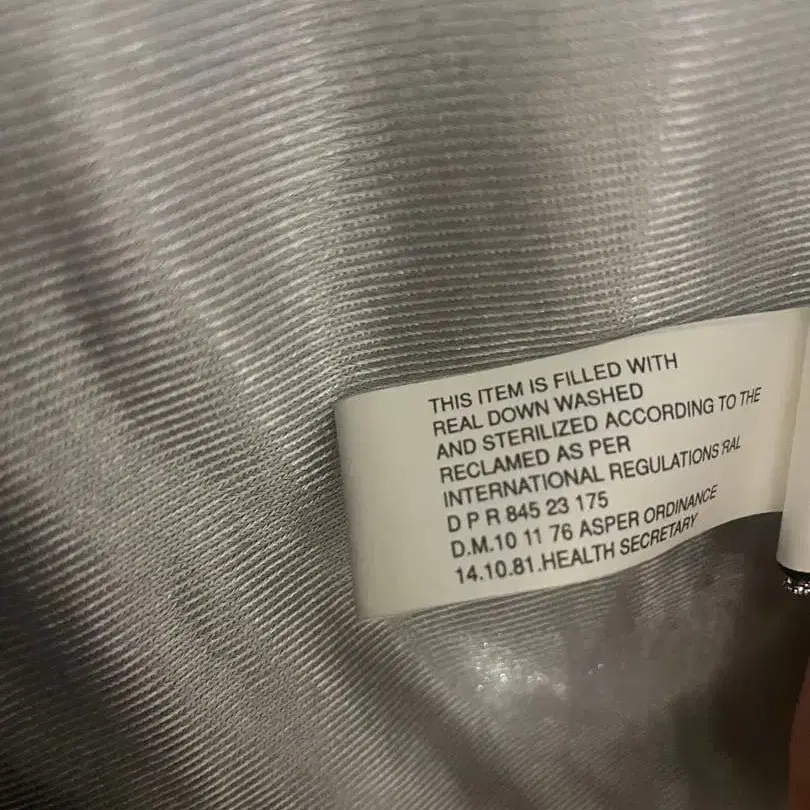 THIS ITEM IS FILLED WITH
REAL DOWN WASHED
AND STERILIZED ACCORDING TO THE
RECLAMED AS PER
INTERNATIONAL REGULATIONS RAL
D P R 845 23 175
D.M.10 11 76 ASPER ORDINANCE
14.10.81.HEALTH SECRETARY